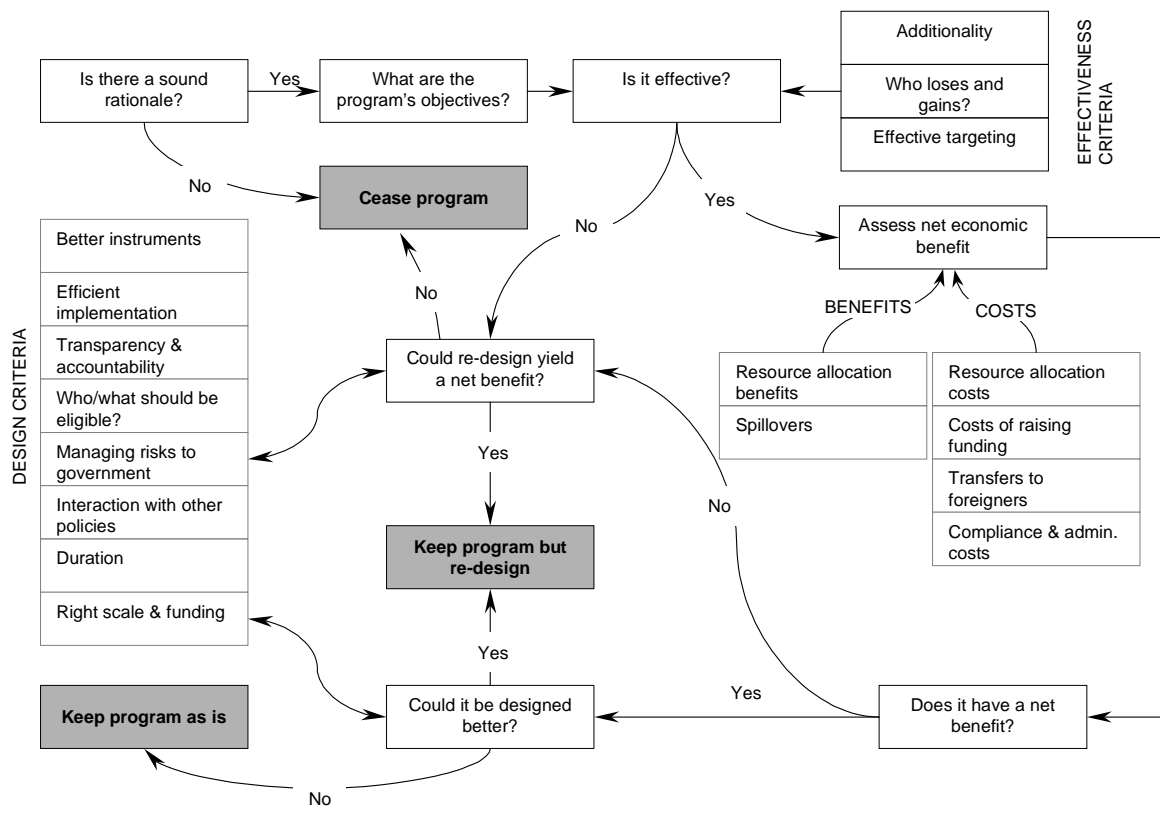 Additionality
Is there a sound
rationale?
Yes
What are the
program's objectives?
Is it effective?
Who loses and
gains?
Effective targeting
EFFECTIVENESS
CRITERIA
No
Cease program
Yes
No
Assess net economic
benefit
DESIGN CRITERIA
Better instruments
Efficient
implementation
Transparency &
accountability
Who/what should be
eligible?
Managing risks to
government
Interaction with other
policies
Duration
Right scale & funding
No
Could re-design yield
a net benefit?
Yes
BENEFITS
COSTS
Resource allocation
benefits
Spillovers
Resource allocation
costs
Costs of raising
funding
Transfers to
foreigners
Compliance & admin.
costs
No
Keep program but
re-design
Yes
Keep program as is
Could it be designed
better?
Yes
Does it have a net
benefit?
No